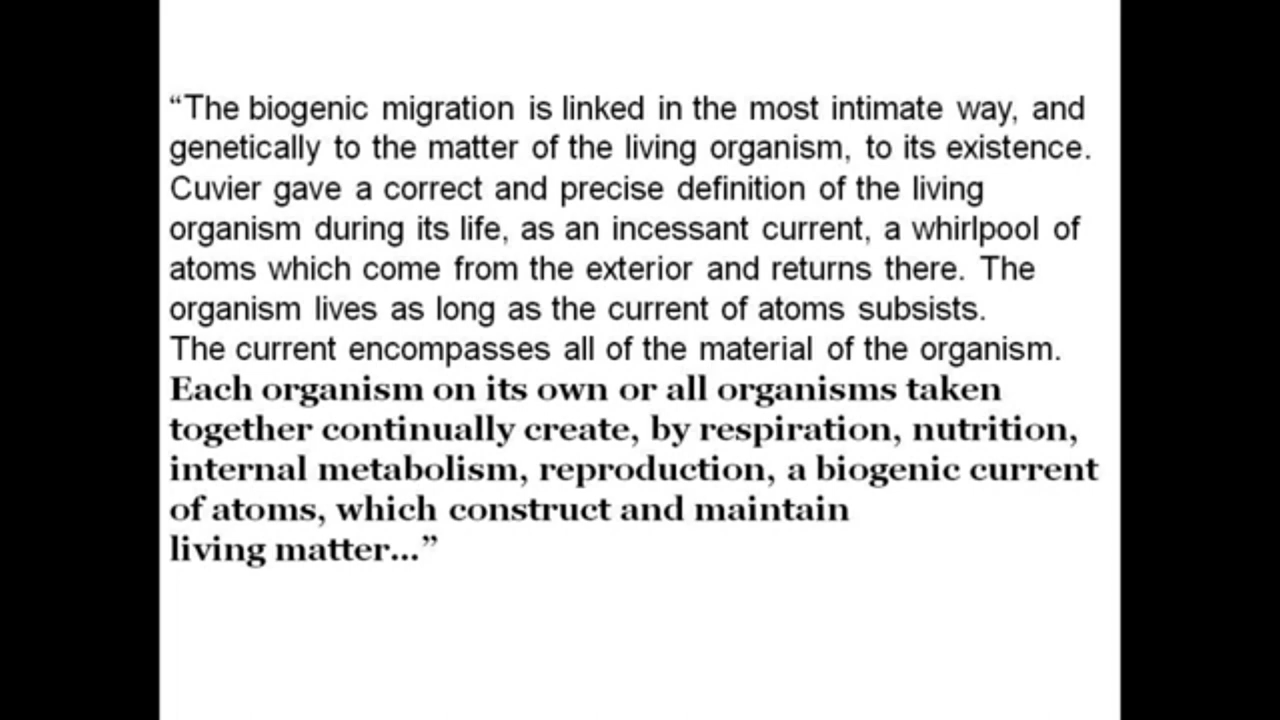 “The biogenic migration is linked in the most intimate way, and
genetically to the matter of the living organism, to its existence.
Cuvier gave a correct and precise definition of the living
organism during its life, as an incessant current, a whirlpool of
atoms which come from the exterior and returns there. The
organism lives as long as the current of atoms subsists.
The current encompasses all of the material of the organism.
Each organism on its own or all organisms taken
together continually create, by respiration, nutrition,
internal metabolism, reproduction, a biogenic current
of atoms, which construct and maintain
living matter...”